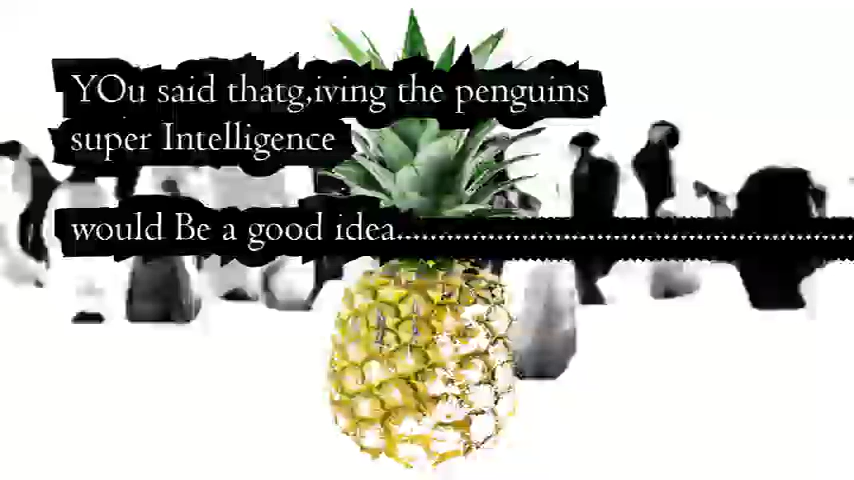 YOu said thatg,iving the penguins
super Intelligence
would Be a good idea..........................................................